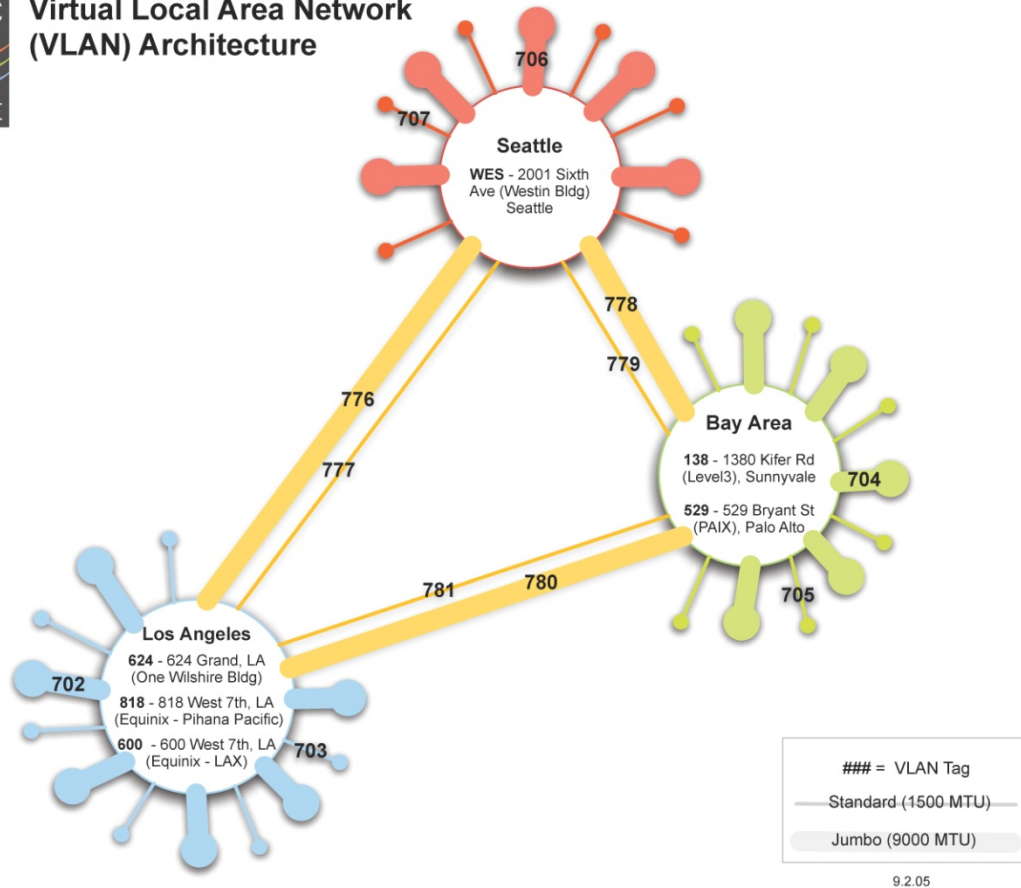 Virtual Local Area Network
(VLAN) Architecture
706
707
Seattle
WES - 2001 Sixth
Ave (Westin Bldg)
Seattle
778
779
776
777
Bay Area
138 - 1380 Kifer Rd
(Level3), Sunnyvale
529 - 529 Bryant St
(PAIX), Palo Alto
704
705
781
780
Los Angeles
624 - 624 Grand, LA
(One Wilshire Bldg)
818 - 818 West 7th, LA
(Equinix - Pihana Pacific)
600 - 600 West 7th, LA
(Equinix - LAX)
702
703
### = VLAN Tag
Standard (1500 MTU)
Jumbo (9000 MTU)
9.2.05